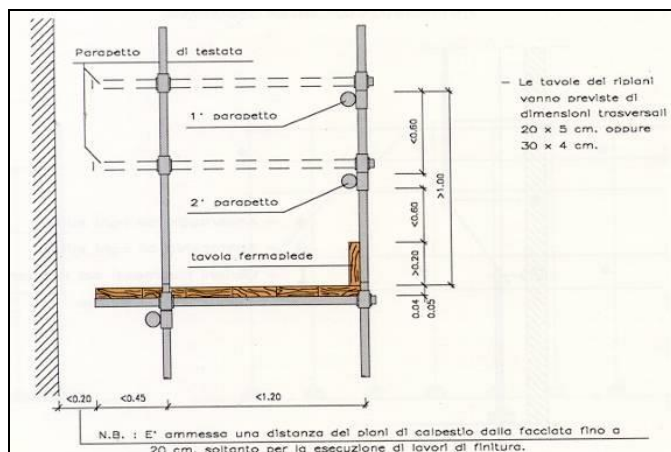 Parapetto di testata
1° parapetto
2° parapetto
tavola fermapiede
– Le tavole dei ripiani
vanno previste di
dimensioni trasversali
20 x 5 cm. oppure
30 x 4 cm.
<0.60
>1.00
<0.60
>0.20
0.04
0.05
<0.20
<0.45
<1.20
N.B. : E' ammessa una distanza dei piani di calpestio dalla facciata fino a
20 cm. soltanto per la esecuzione di lavori di finitura.